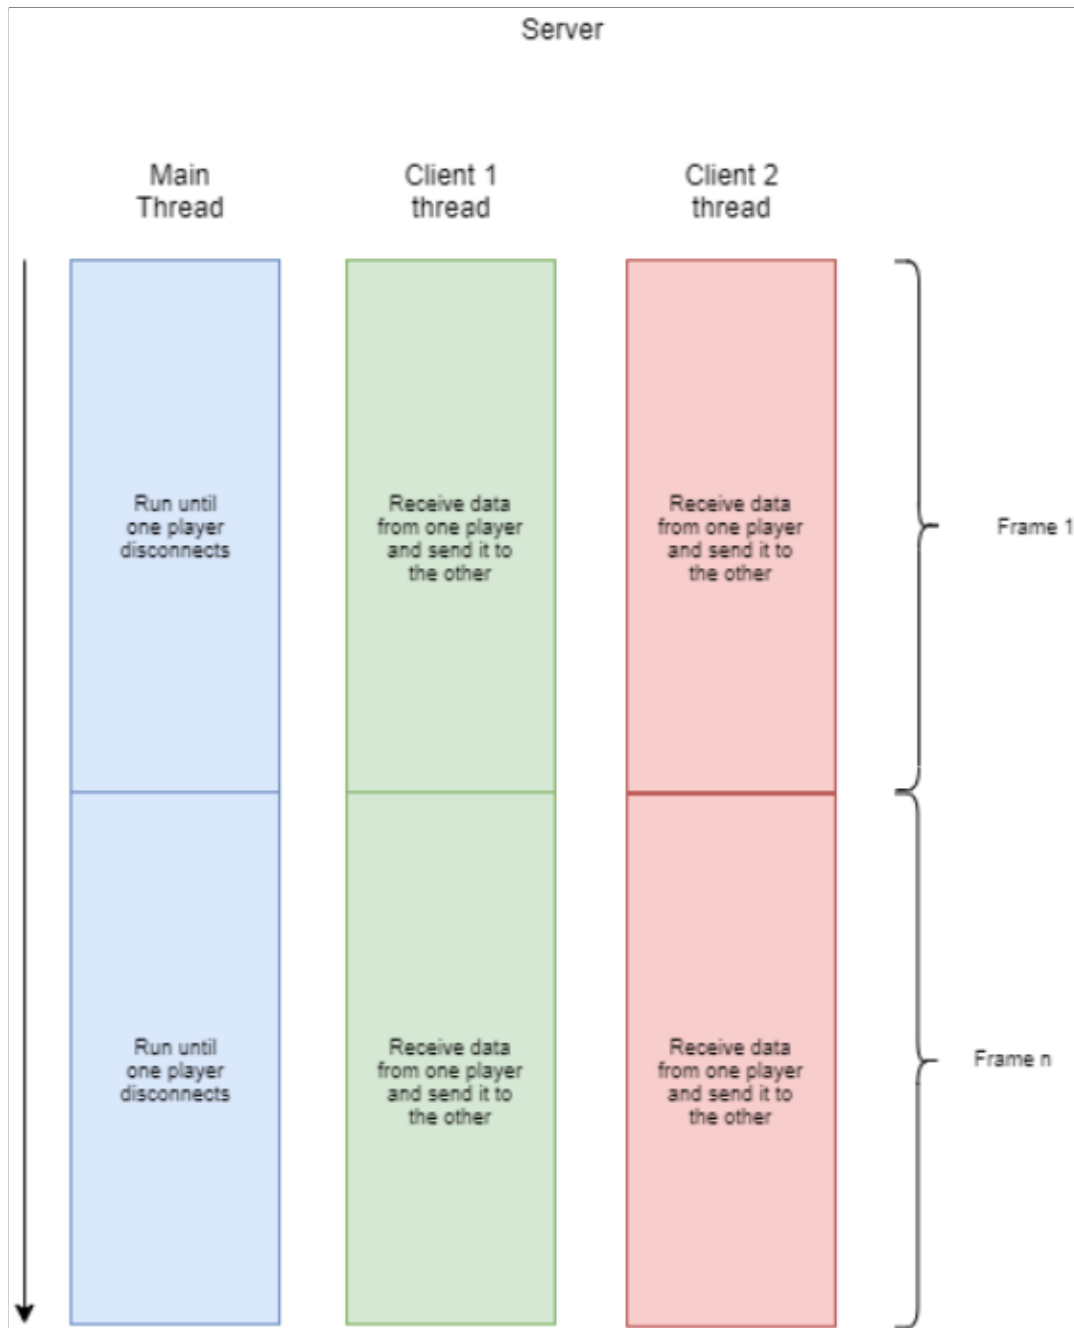 Server
Main
Thread
Client 1
thread
Client 2
thread
Run until
one player
disconnects
Receive data
from one player
and send it to
the other
Receive data
from one player
and send it to
the other
Frame 1
Run until
one player
disconnects
Receive data
from one player
and send it to
the other
Receive data
from one player
and send it to
the other
Frame n